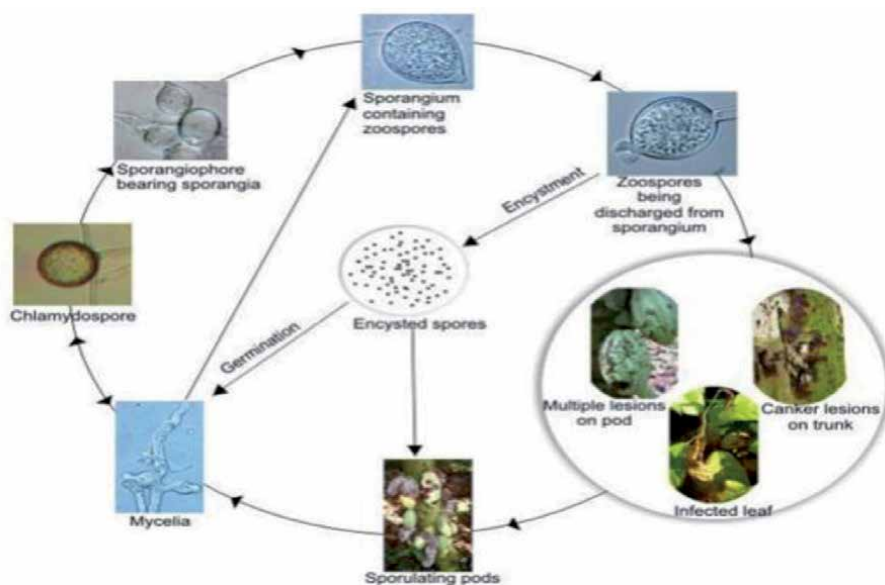 Sporangium
containing
zoospores
Sporangiophore
bearing sporangia
Zoospores
being
discharged from
sporangium
Encystment
Chlamydospore
Encysted spores
Germination
Multiple lesions
on pod
Canker lesions
on trunk
Infected leaf
Mycelia
Sporulating pods